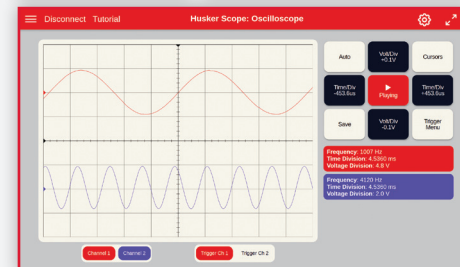 Disconnect Tutorial
Husker Scope: Oscilloscope
Auto
Volt/Div
+0.1V
Cursors
Time/Div
-453.6us
Playing
Time/Div
+453.6us
Save
Volt/Div
-0.1V
Trigger
Menu
Frequency: 1007 Hz
Time Division: 4.5360 ms
Voltage Division: 4.8 V
Frequency: 4120 Hz
Time Division: 4.5360 ms
Voltage Division: 2.0 V
Channel 1
Channel 2
Trigger Ch 1
Trigger Ch 2